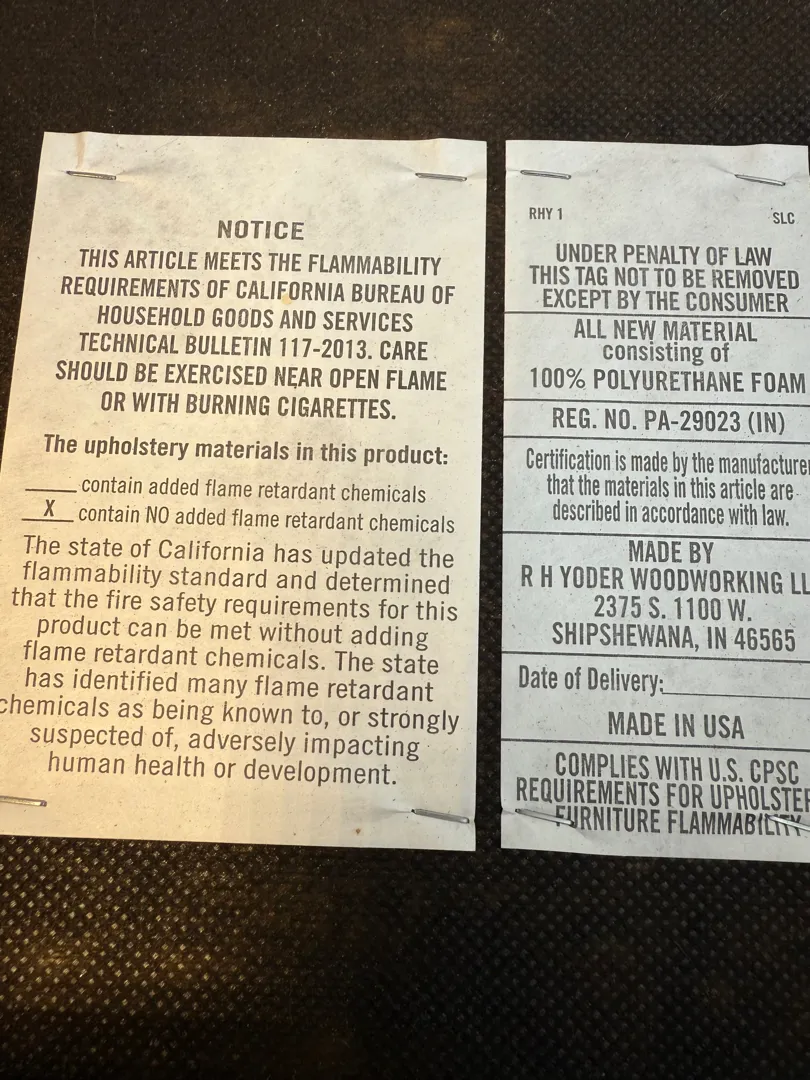 NOTICE
THIS ARTICLE MEETS THE FLAMMABILITY
REQUIREMENTS OF CALIFORNIA BUREAU OF
HOUSEHOLD GOODS AND SERVICES
TECHNICAL BULLETIN 117-2013. CARE
SHOULD BE EXERCISED NEAR OPEN FLAME
OR WITH BURNING CIGARETTES.
The upholstery materials in this product:
____ contain added flame retardant chemicals
__X__ contain NO added flame retardant chemicals
The state of California has updated the
flammability standard and determined
that the fire safety requirements for this
product can be met without adding
flame retardant chemicals. The state
has identified many flame retardant
chemicals as being known to, or strongly
suspected of, adversely impacting
human health or development.
RHY 1 SLC
UNDER PENALTY OF LAW
THIS TAG NOT TO BE REMOVED
EXCEPT BY THE CONSUMER
ALL NEW MATERIAL
consisting of
100% POLYURETHANE FOAM
REG. NO. PA-29023 (IN)
Certification is made by the manufacturer
that the materials in this article are
described in accordance with law.
MADE BY
R H YODER WOODWORKING LL
2375 S. 1100 W.
SHIPSHEWANA, IN 46565
Date of Delivery:
MADE IN USA
COMPLIES WITH U.S. CPSC
REQUIREMENTS FOR UPHOLSTER
FURNITURE FLAMMABILITY